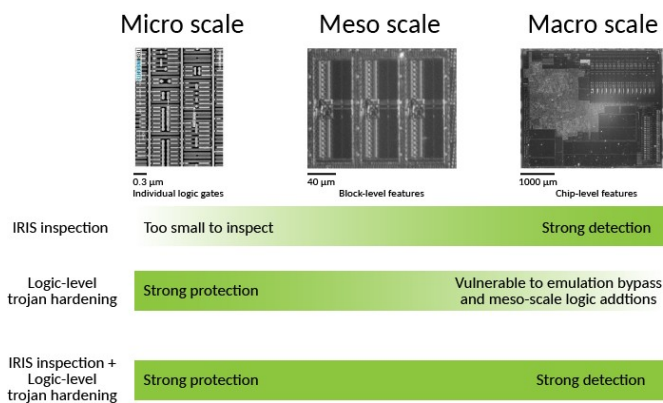 Micro scale
Meso scale
Macro scale
0.3 µm
Individual logic gates
40 µm
Block-level features
1000 µm
Chip-level features
IRIS inspection
Too small to inspect
Strong detection
Logic-level
trojan hardening
Strong protection
Vulnerable to emulation bypass
and meso-scale logic addtions
IRIS inspection +
Logic-level
trojan hardening
Strong protection
Strong detection